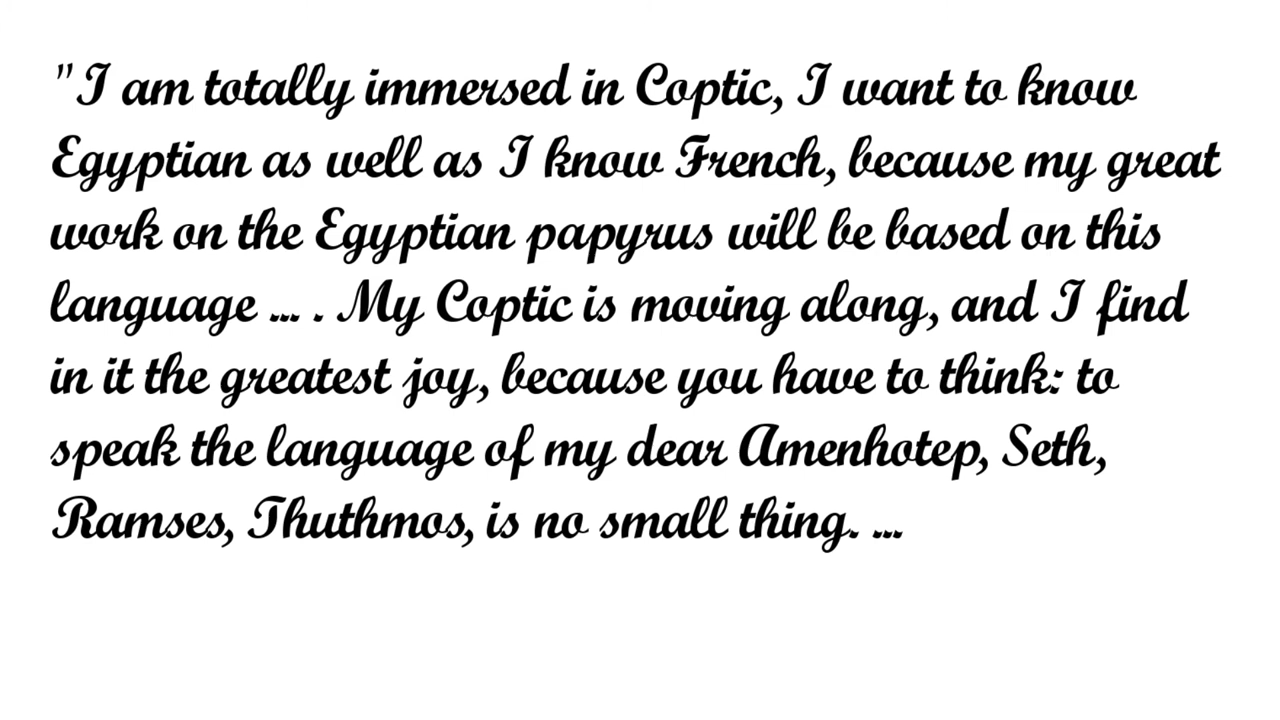 "I am totally immersed in Coptic, I want to know
Egyptian as well as I know French, because my great
work on the Egyptian papyrus will be based on this
language ... . My Coptic is moving along, and I find
in it the greatest joy, because you have to think: to
speak the language of my dear Amenhotep, Seth,
Ramses, Thuthmos, is no small thing. ...